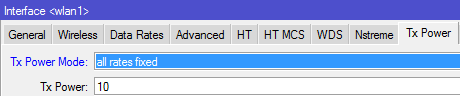 Interface <wlan1>
General Wireless Data Rates Advanced HT HT MCS WDS Nstreme Tx Power
Tx Power Mode: all rates fixed
Tx Power: 10